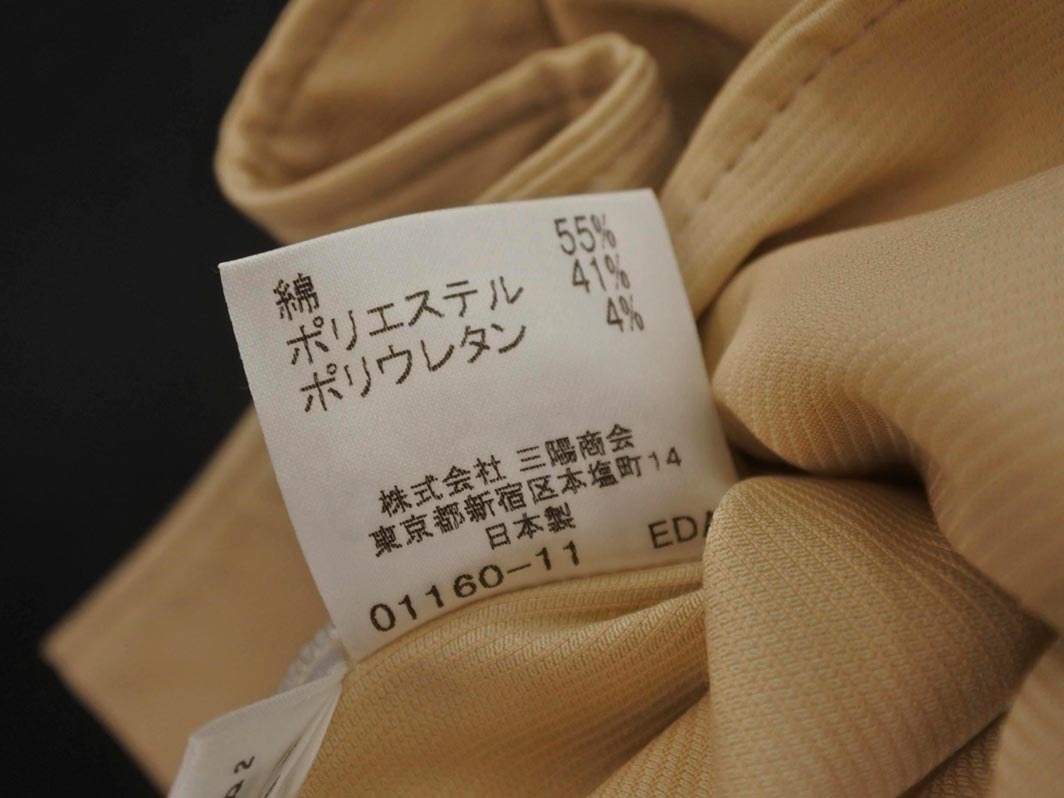 綿 55%
ポリエステル 41%
ポリウレタン 4%
株式会社 三陽商会
東京都新宿区本塩町14
日本製
01160-11 EDA